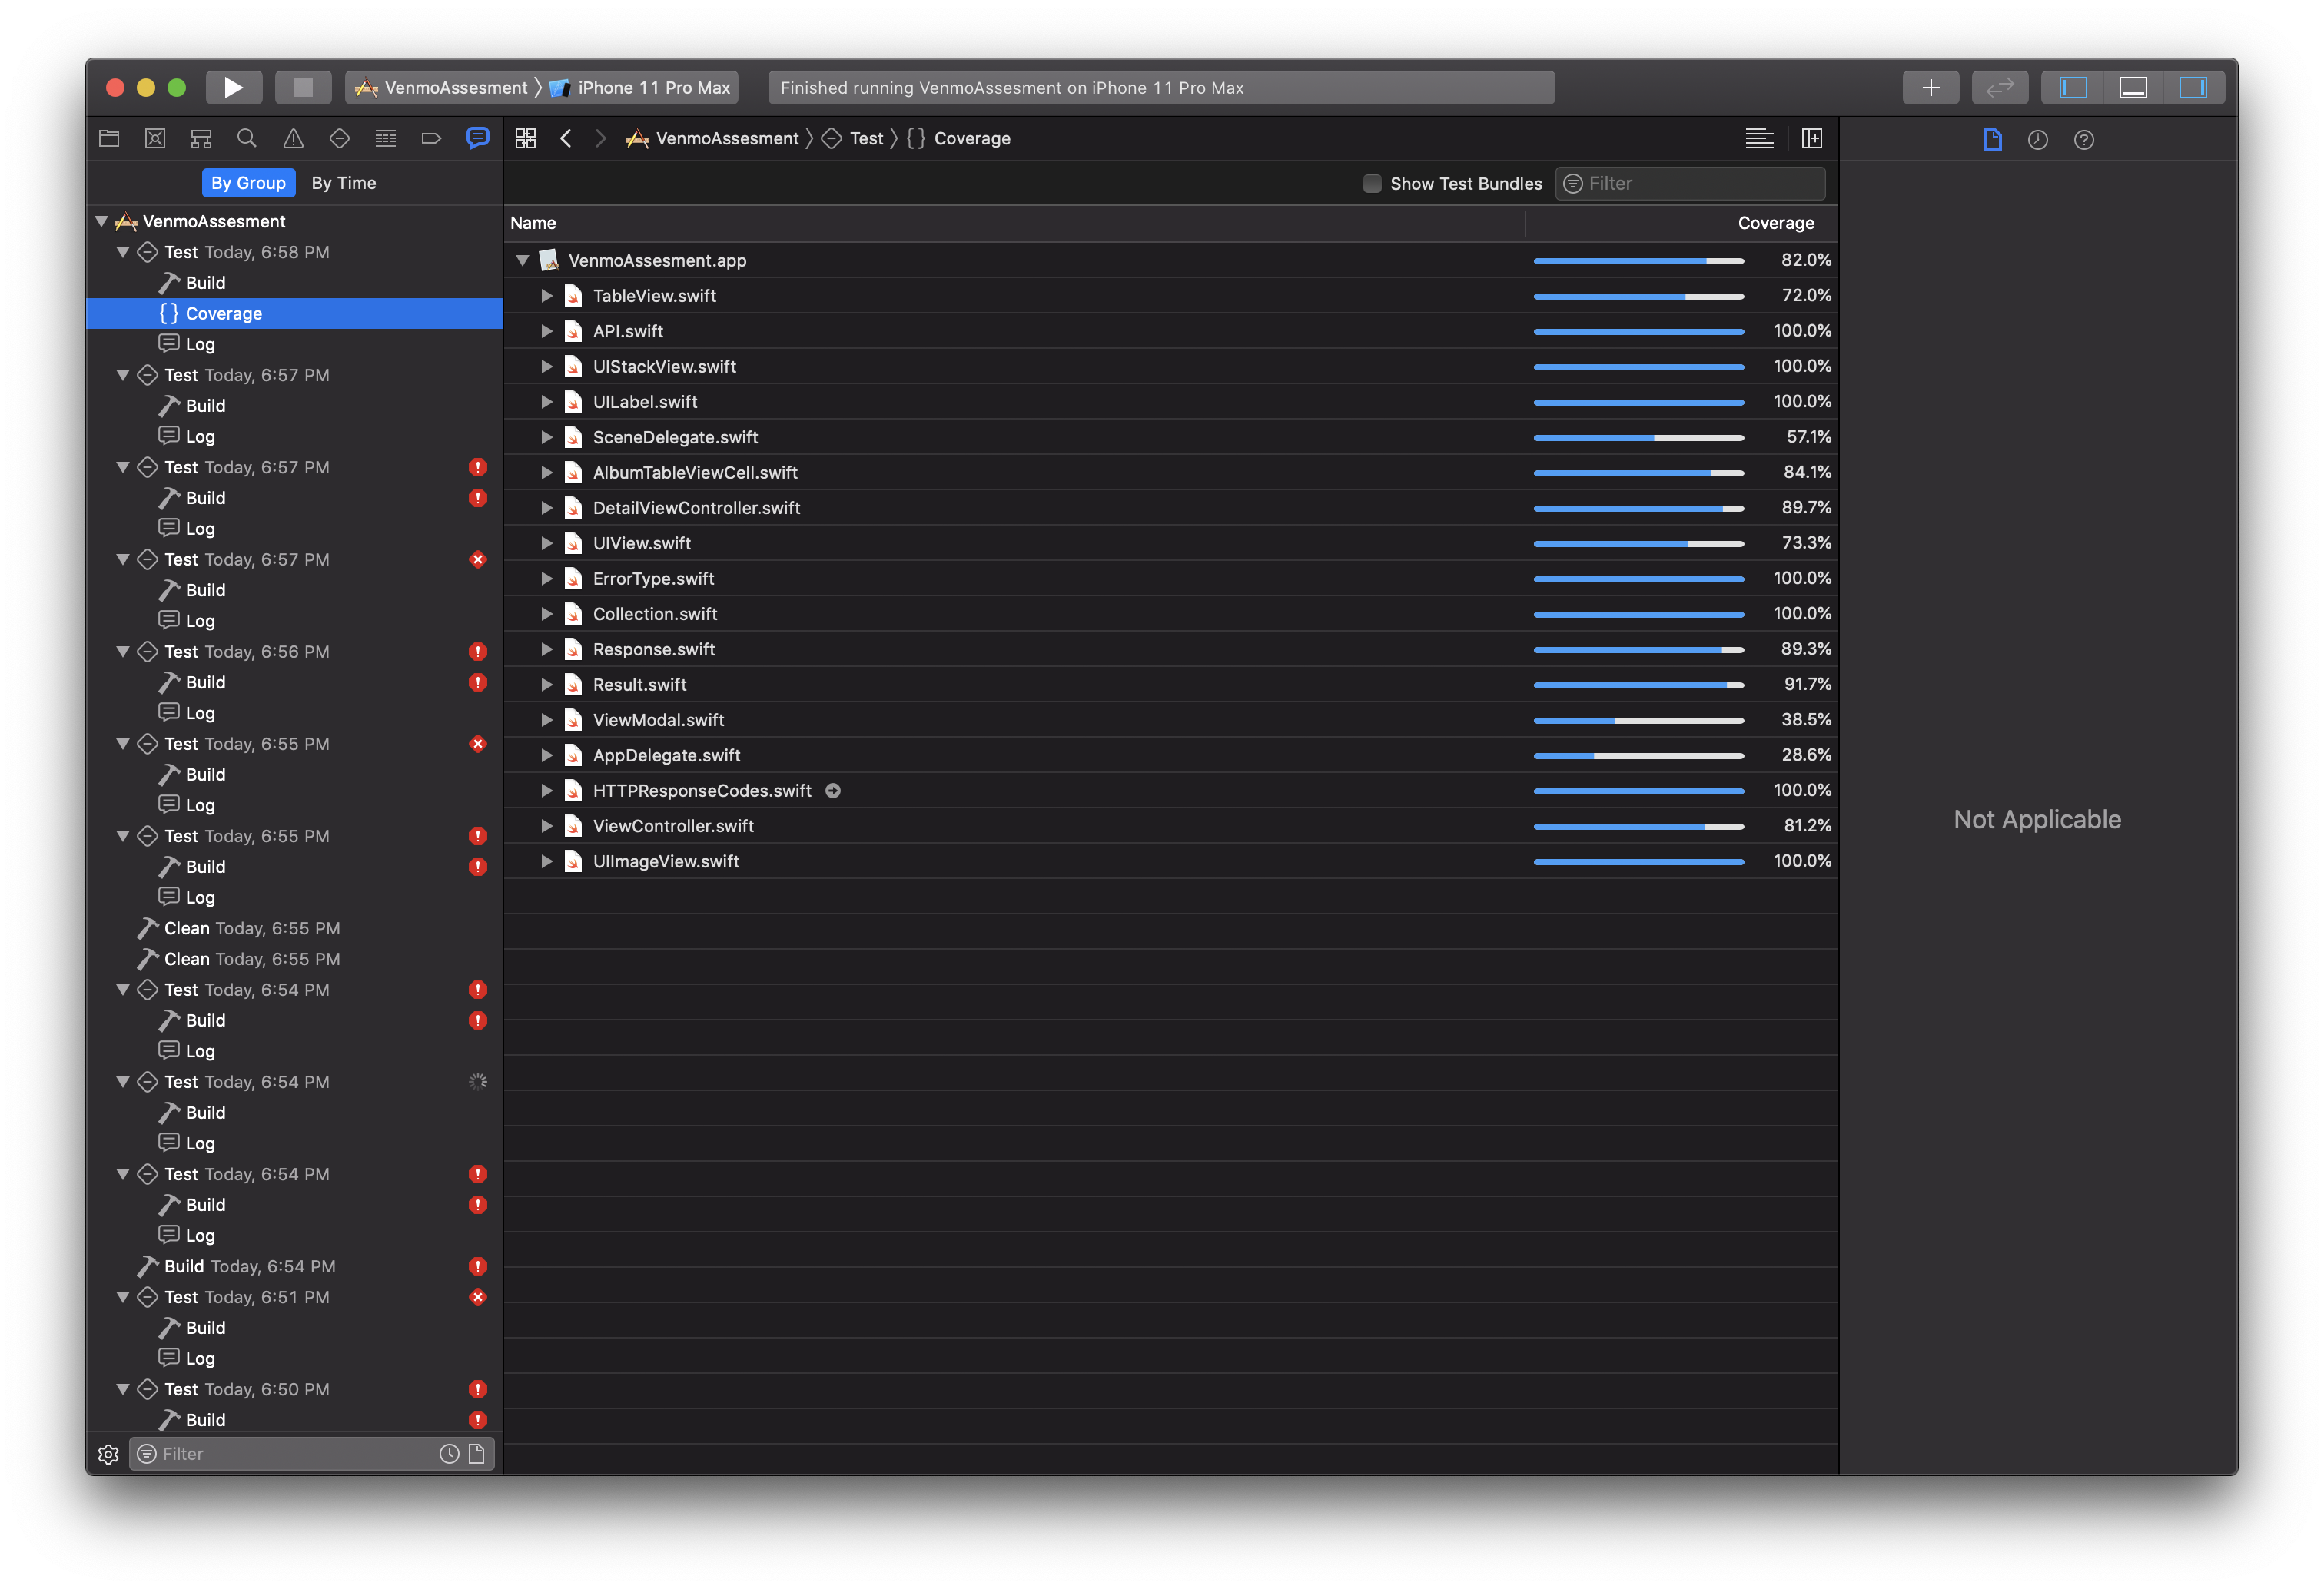 VenmoAssesment 〉 iPhone 11 Pro Max
Finished running VenmoAssesment on iPhone 11 Pro Max
VenmoAssesment 〉 Test 〉 {} Coverage
By Group By Time
Show Test Bundles Filter
VenmoAssesment
Test Today, 6:58 PM
Build
{} Coverage
Log
Test Today, 6:57 PM
Build
Log
Test Today, 6:57 PM
Build
Log
Test Today, 6:57 PM
Build
Log
Test Today, 6:56 PM
Build
Log
Test Today, 6:55 PM
Build
Log
Test Today, 6:55 PM
Build
Log
Clean Today, 6:55 PM
Clean Today, 6:55 PM
Test Today, 6:54 PM
Build
Log
Test Today, 6:54 PM
Build
Log
Test Today, 6:54 PM
Build
Log
Build Today, 6:54 PM
Test Today, 6:51 PM
Build
Log
Test Today, 6:50 PM
Build
Filter
Name Coverage
VenmoAssesment.app 82.0%
TableView.swift 72.0%
API.swift 100.0%
UIStackView.swift 100.0%
UILabel.swift 100.0%
SceneDelegate.swift 57.1%
AlbumTableViewCell.swift 84.1%
DetailViewController.swift 89.7%
UIView.swift 73.3%
ErrorType.swift 100.0%
Collection.swift 100.0%
Response.swift 89.3%
Result.swift 91.7%
ViewModal.swift 38.5%
AppDelegate.swift 28.6%
HTTPResponseCodes.swift 100.0%
ViewController.swift 81.2%
UIImageView.swift 100.0%
Not Applicable